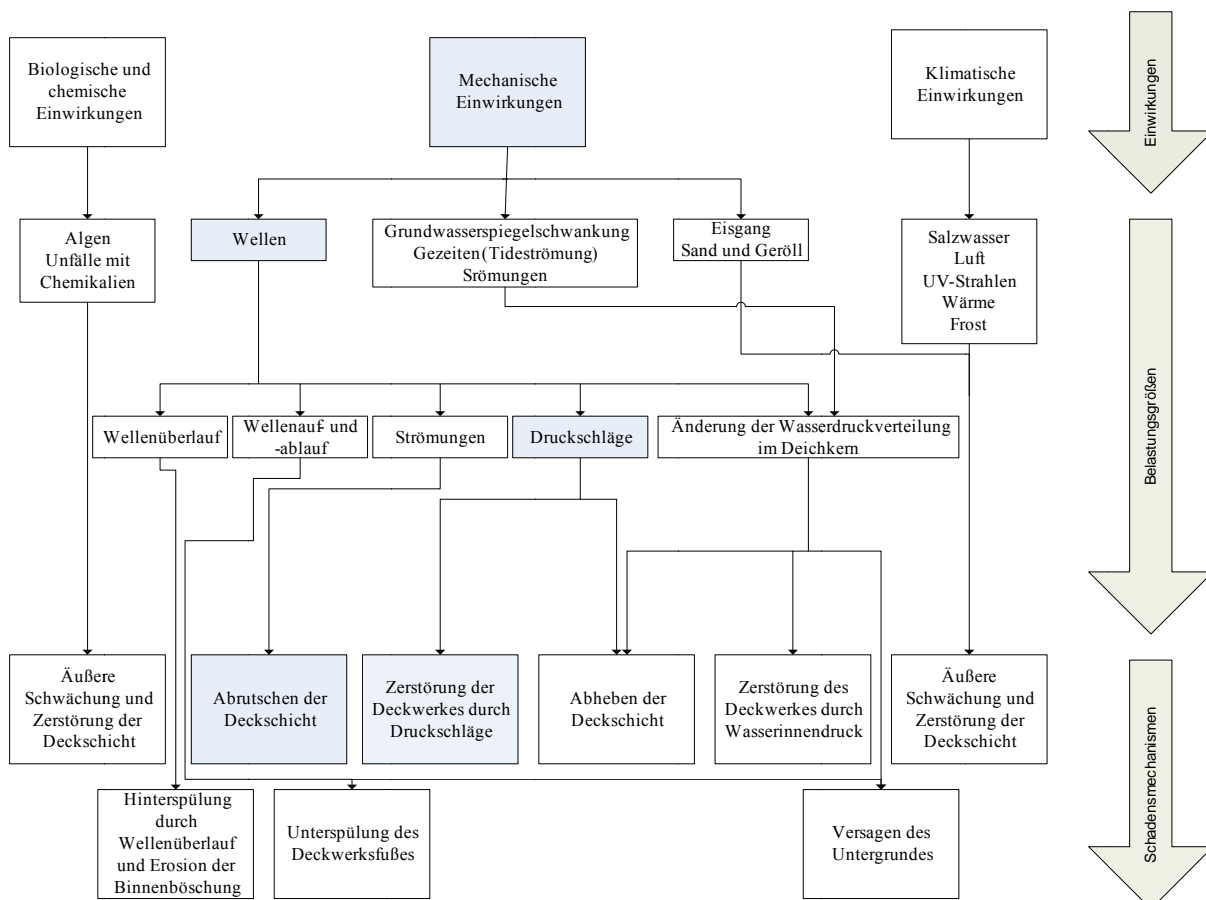 Biologische und
chemische
Einwirkungen
Mechanische
Einwirkungen
Klimatische
Einwirkungen
Einwirkungen
Algen
Unfälle mit
Chemikalien
Wellen
Grundwasserspiegelschwankung
Gezeiten (Tideströmung)
Srömungen
Eisgang
Sand und Geröll
Salzwasser
Luft
UV-Strahlen
Wärme
Frost
Wellenüberlauf
Wellenauf- und
-ablauf
Strömungen
Druckschläge
Änderung der Wasserdruckverteilung
im Deichkern
Belastungsgrößen
Äußere
Schwächung und
Zerstörung der
Deckschicht
Abrutschen der
Deckschicht
Zerstörung der
Deckwerkes durch
Druckschläge
Abheben der
Deckschicht
Zerstörung des
Deckwerkes durch
Wasserinnendruck
Äußere
Schwächung und
Zerstörung der
Deckschicht
Hinterspülung
durch
Wellenüberlauf
und Erosion der
Binnenböschung
Unterspülung des
Deckwerksfußes
Versagen des
Untergrundes
Schadensmechanismen